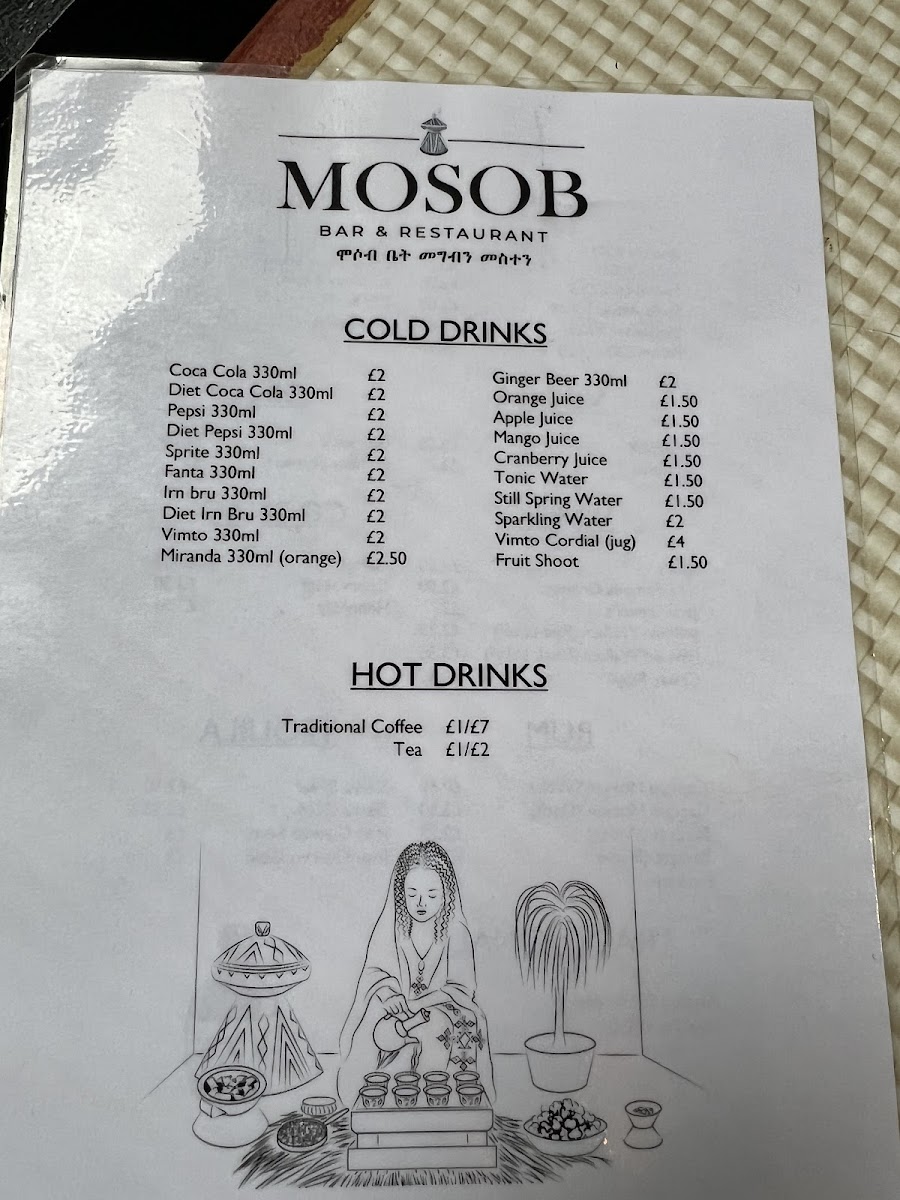 MOSOB
BAR & RESTAURANT
ሞሶብ ቤት መግብን መስተን
COLD DRINKS
Coca Cola 330ml £2
Diet Coca Cola 330ml £2
Pepsi 330ml £2
Diet Pepsi 330ml £2
Sprite 330ml £2
Fanta 330ml £2
Irn bru 330ml £2
Diet Irn Bru 330ml £2
Vimto 330ml £2
Miranda 330ml (orange) £2.50
Ginger Beer 330ml £2
Orange Juice £1.50
Apple Juice £1.50
Mango Juice £1.50
Cranberry Juice £1.50
Tonic Water £1.50
Still Spring Water £1.50
Sparkling Water £2
Vimto Cordial (jug) £4
Fruit Shoot £1.50
HOT DRINKS
Traditional Coffee £1/£7
Tea £1/£2